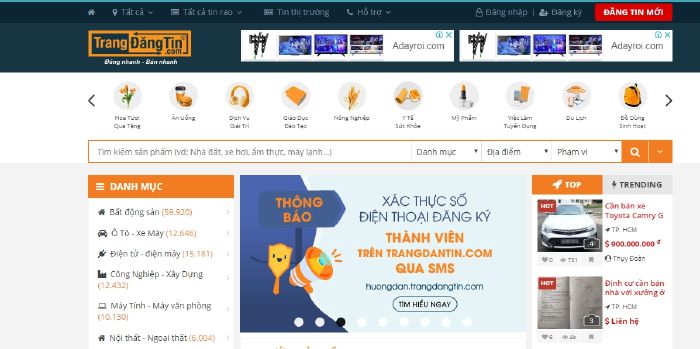 Tất cả
Tất cả tin rao
Tin thị trường
Hỗ trợ
Đăng nhập | Đăng ký
ĐĂNG TIN MỚI
TrangĐăngTin
.com
Đăng nhanh - Bán nhanh
Adayroi.com
Adayroi.com
Hoa Tươi
Quà Tặng
Ăn Uống
Dịch Vụ
Giải Trí
Giáo Dục
Đào Tạo
Nông Nghiệp
Y Tế
Sức Khỏe
Mỹ Phẩm
Việc Làm
Tuyển Dụng
Du Lịch
Đồ Dùng
Sinh Hoạt
Tìm kiếm sản phẩm (vd: Nhà đất, xe hơi, ẩm thực, máy lạnh...)
Danh mục
Địa điểm
Phạm vi
DANH MỤC
Bất động sản (59.920)
Ô Tô - Xe Máy (12.646)
Điện tử - điện máy (15.181)
Công Nghiệp - Xây Dựng
(12.432)
Máy Tính - Máy văn phòng
(10.130)
Nội thất - Ngoại thất (6.004)
THÔNG
BÁO
XÁC THỰC SỐ
ĐIỆN THOẠI ĐĂNG KÝ
THÀNH VIÊN
TRÊN TRANGDANTIN.COM
QUA SMS
huongdan.trangdangtin.com
TÌM HIỂU NGAY
TOP
TRENDING
HOT
4
0
731
Cần bán xe
Toyota Camry G
TP. HCM
$ 900.000.000 đ
Thụy Đoàn
HOT
3
6
4k
Định cư cần bán
nhà với xưởng ở
TP. HCM
$ Liên hệ